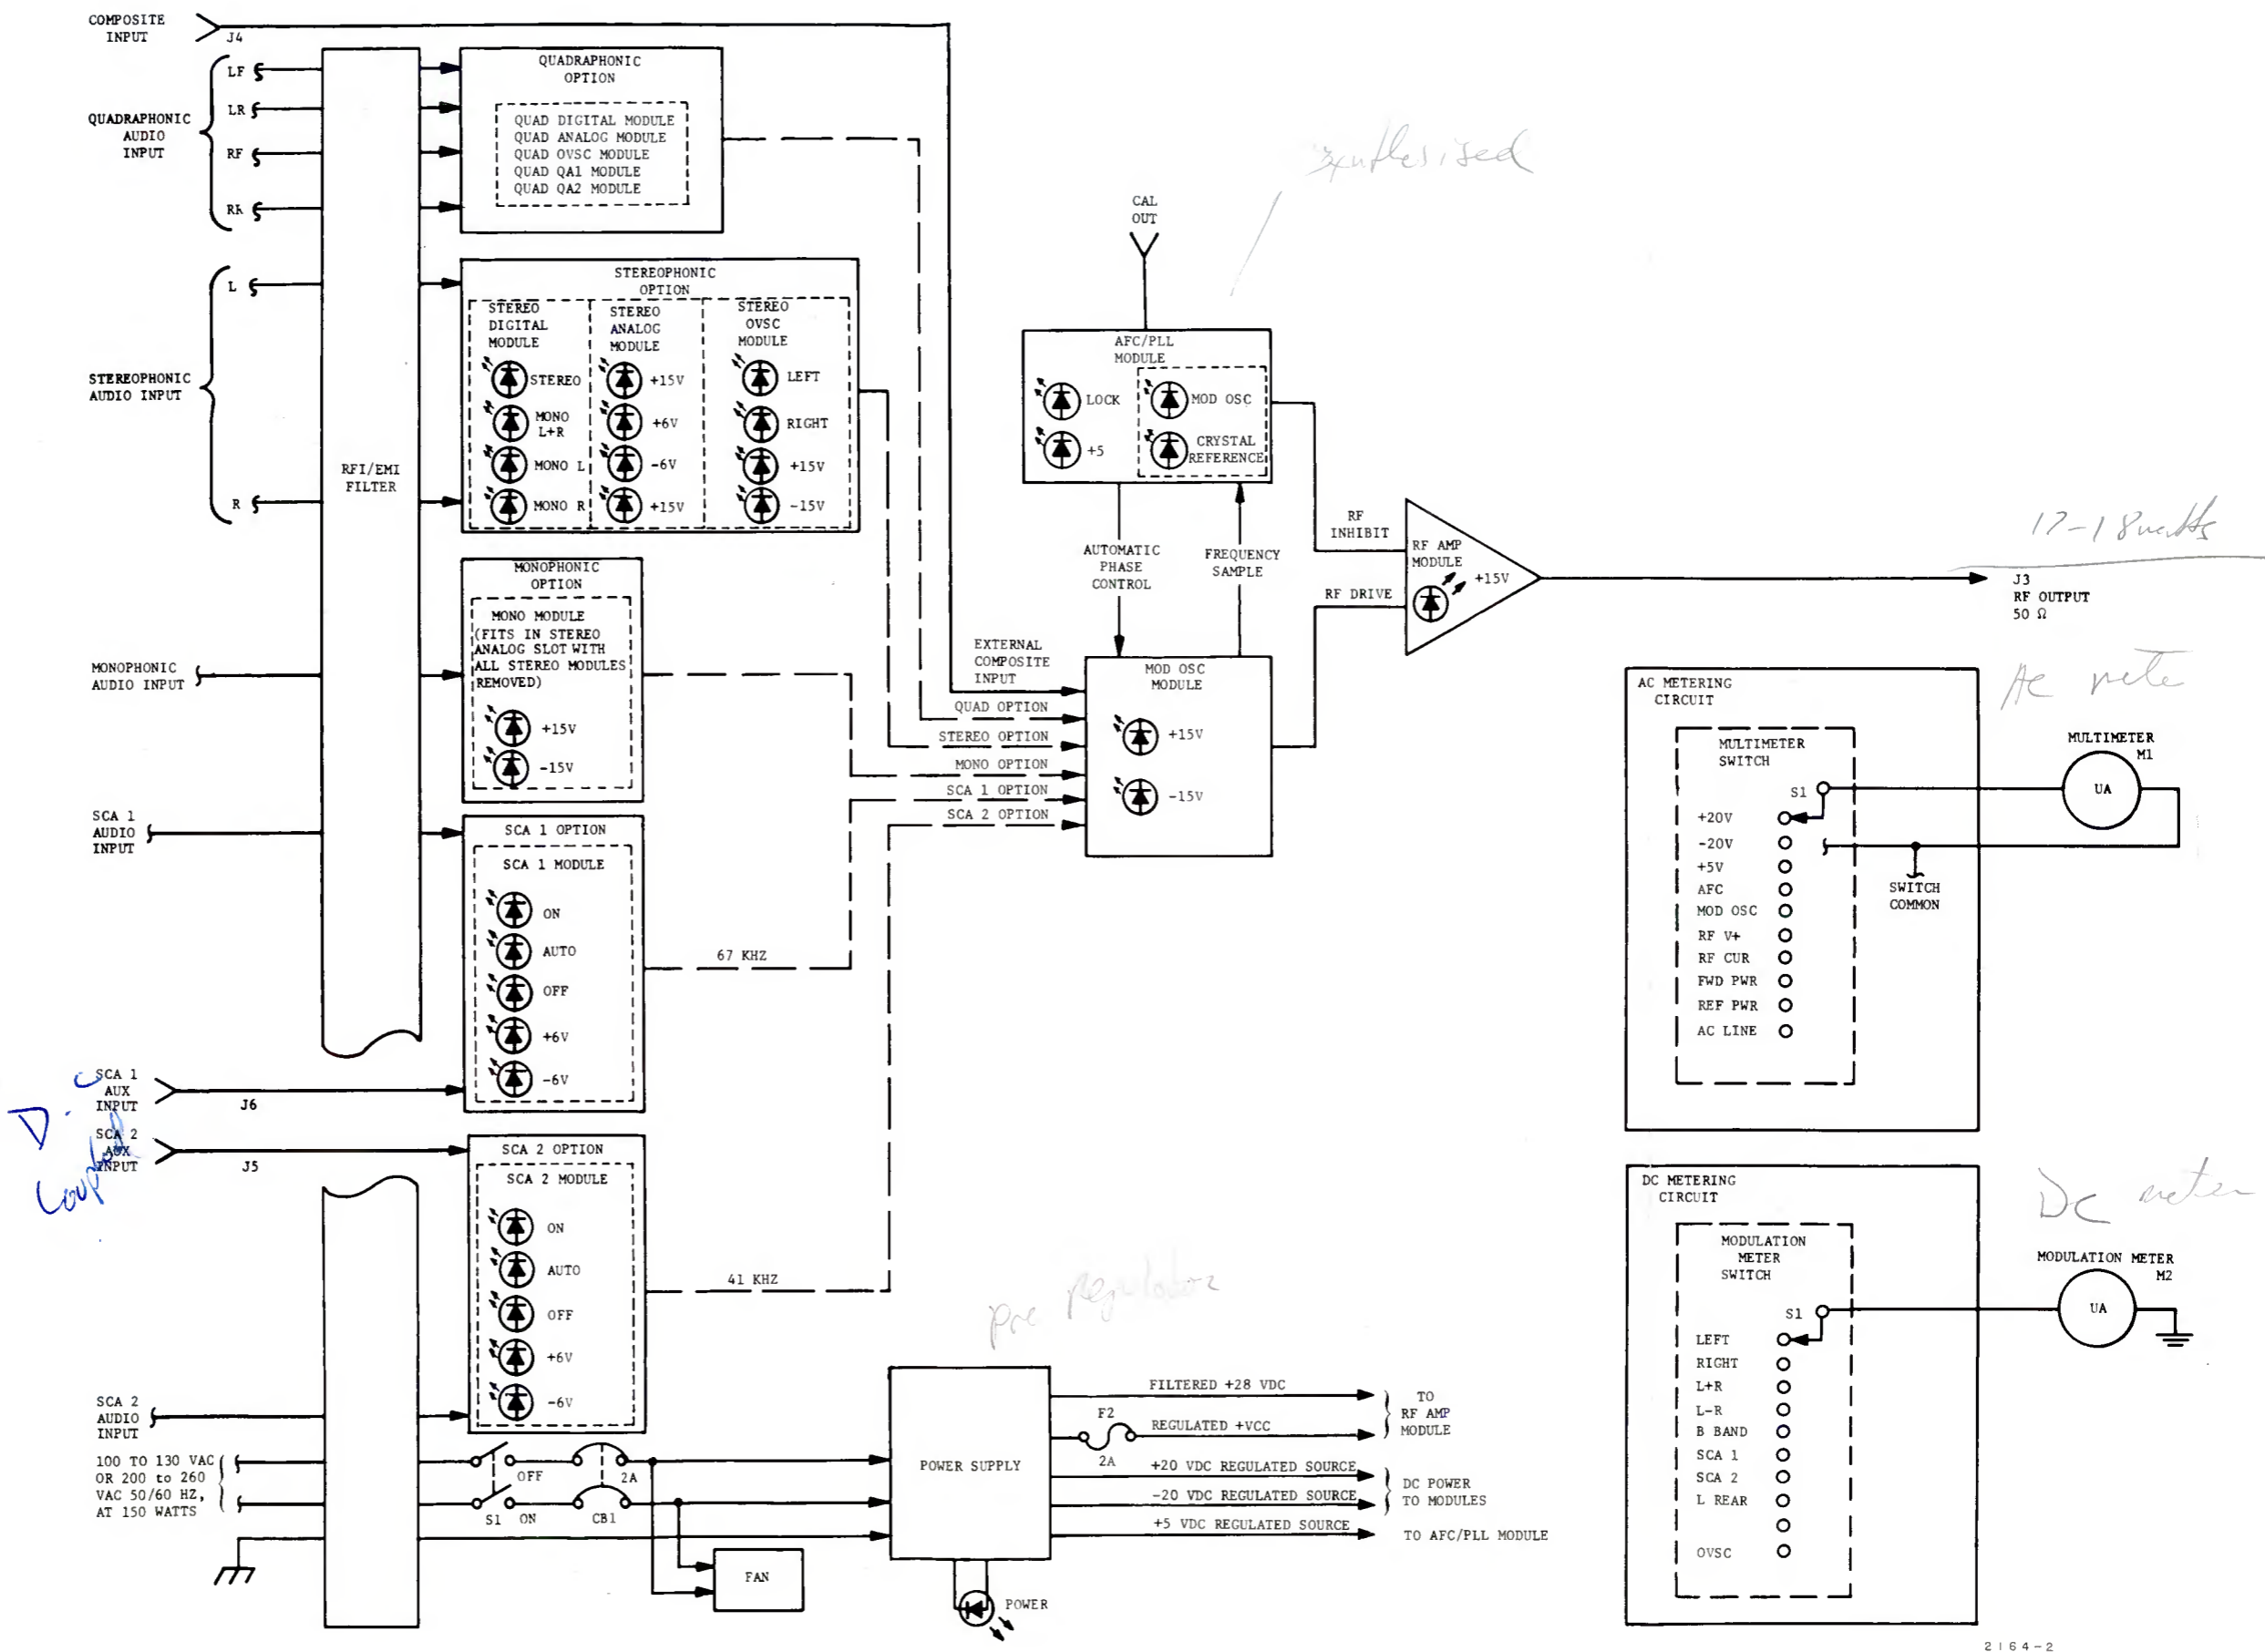 COMPOSITE
INPUT
J4
QUADRAPHONIC
AUDIO
INPUT
LF
LR
RF
RR
QUADRAPHONIC
OPTION
QUAD DIGITAL MODULE
QUAD ANALOG MODULE
QUAD OVSC MODULE
QUAD QA1 MODULE
QUAD QA2 MODULE
STEREOPHONIC
AUDIO INPUT
L
R
RFI/EMI
FILTER
STEREOPHONIC
OPTION
STEREO
DIGITAL
MODULE
STEREO
MONO
L+R
MONO L
MONO R
STEREO
ANALOG
MODULE
+15V
+6V
-6V
+15V
STEREO
OVSC
MODULE
LEFT
RIGHT
+15V
-15V
MONOPHONIC
AUDIO INPUT
MONOPHONIC
OPTION
MONO MODULE
(FITS IN STEREO
ANALOG SLOT WITH
ALL STEREO MODULES
REMOVED)
+15V
-15V
SCA 1
AUDIO
INPUT
SCA 1 OPTION
SCA 1 MODULE
ON
AUTO
OFF
+6V
-6V
67 KHZ
SCA 1
AUX
INPUT
J6
SCA 2
AUX
INPUT
J5
D.C
Coupled
SCA 2 OPTION
SCA 2 MODULE
ON
AUTO
OFF
+6V
-6V
41 KHZ
SCA 2
AUDIO
INPUT
100 TO 130 VAC
OR 200 to 260
VAC 50/60 HZ,
AT 150 WATTS
OFF
S1 ON
2A
CB1
FAN
synthesized
CAL
OUT
AFC/PLL
MODULE
LOCK
+5
MOD OSC
CRYSTAL
REFERENCE
AUTOMATIC
PHASE
CONTROL
FREQUENCY
SAMPLE
RF
INHIBIT
RF DRIVE
RF AMP
MODULE
+15V
17-18 watts
J3
RF OUTPUT
50 Ω
EXTERNAL
COMPOSITE
INPUT
QUAD OPTION
STEREO OPTION
MONO OPTION
SCA 1 OPTION
SCA 2 OPTION
MOD OSC
MODULE
+15V
-15V
pre regulator
POWER SUPPLY
POWER
FILTERED +28 VDC
F2
2A
REGULATED +VCC
TO
RF AMP
MODULE
+20 VDC REGULATED SOURCE
-20 VDC REGULATED SOURCE
DC POWER
TO MODULES
+5 VDC REGULATED SOURCE
TO AFC/PLL MODULE
AC METERING
CIRCUIT
MULTIMETER
SWITCH
S1
+20V
-20V
+5V
AFC
MOD OSC
RF V+
RF CUR
FWD PWR
REF PWR
AC LINE
SWITCH
COMMON
AC mete
MULTIMETER
M1
UA
DC METERING
CIRCUIT
MODULATION
METER
SWITCH
S1
LEFT
RIGHT
L+R
L-R
B BAND
SCA 1
SCA 2
L REAR
OVSC
DC meter
MODULATION METER
M2
UA
2164-2